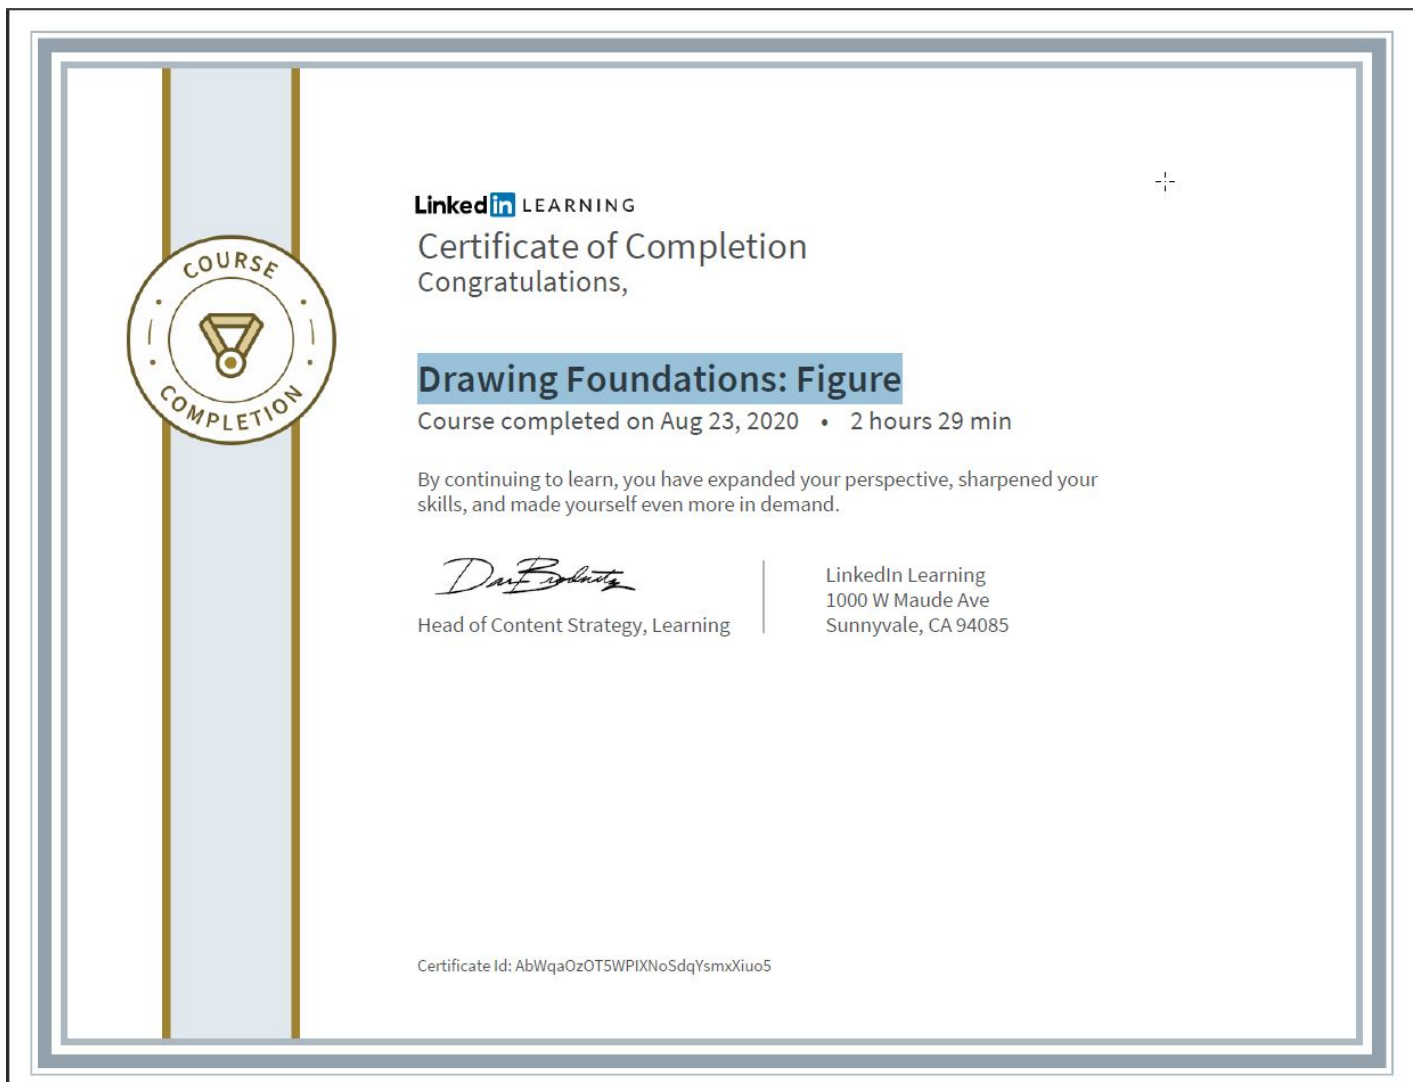 COURSE
COMPLETION
Linked in LEARNING
Certificate of Completion
Congratulations,
Drawing Foundations: Figure
Course completed on Aug 23, 2020 • 2 hours 29 min
By continuing to learn, you have expanded your perspective, sharpened your
skills, and made yourself even more in demand.
Head of Content Strategy, Learning
LinkedIn Learning
1000 W Maude Ave
Sunnyvale, CA 94085
Certificate Id: AbWqaOzOT5WPIXNoSdqYsmxXiuo5